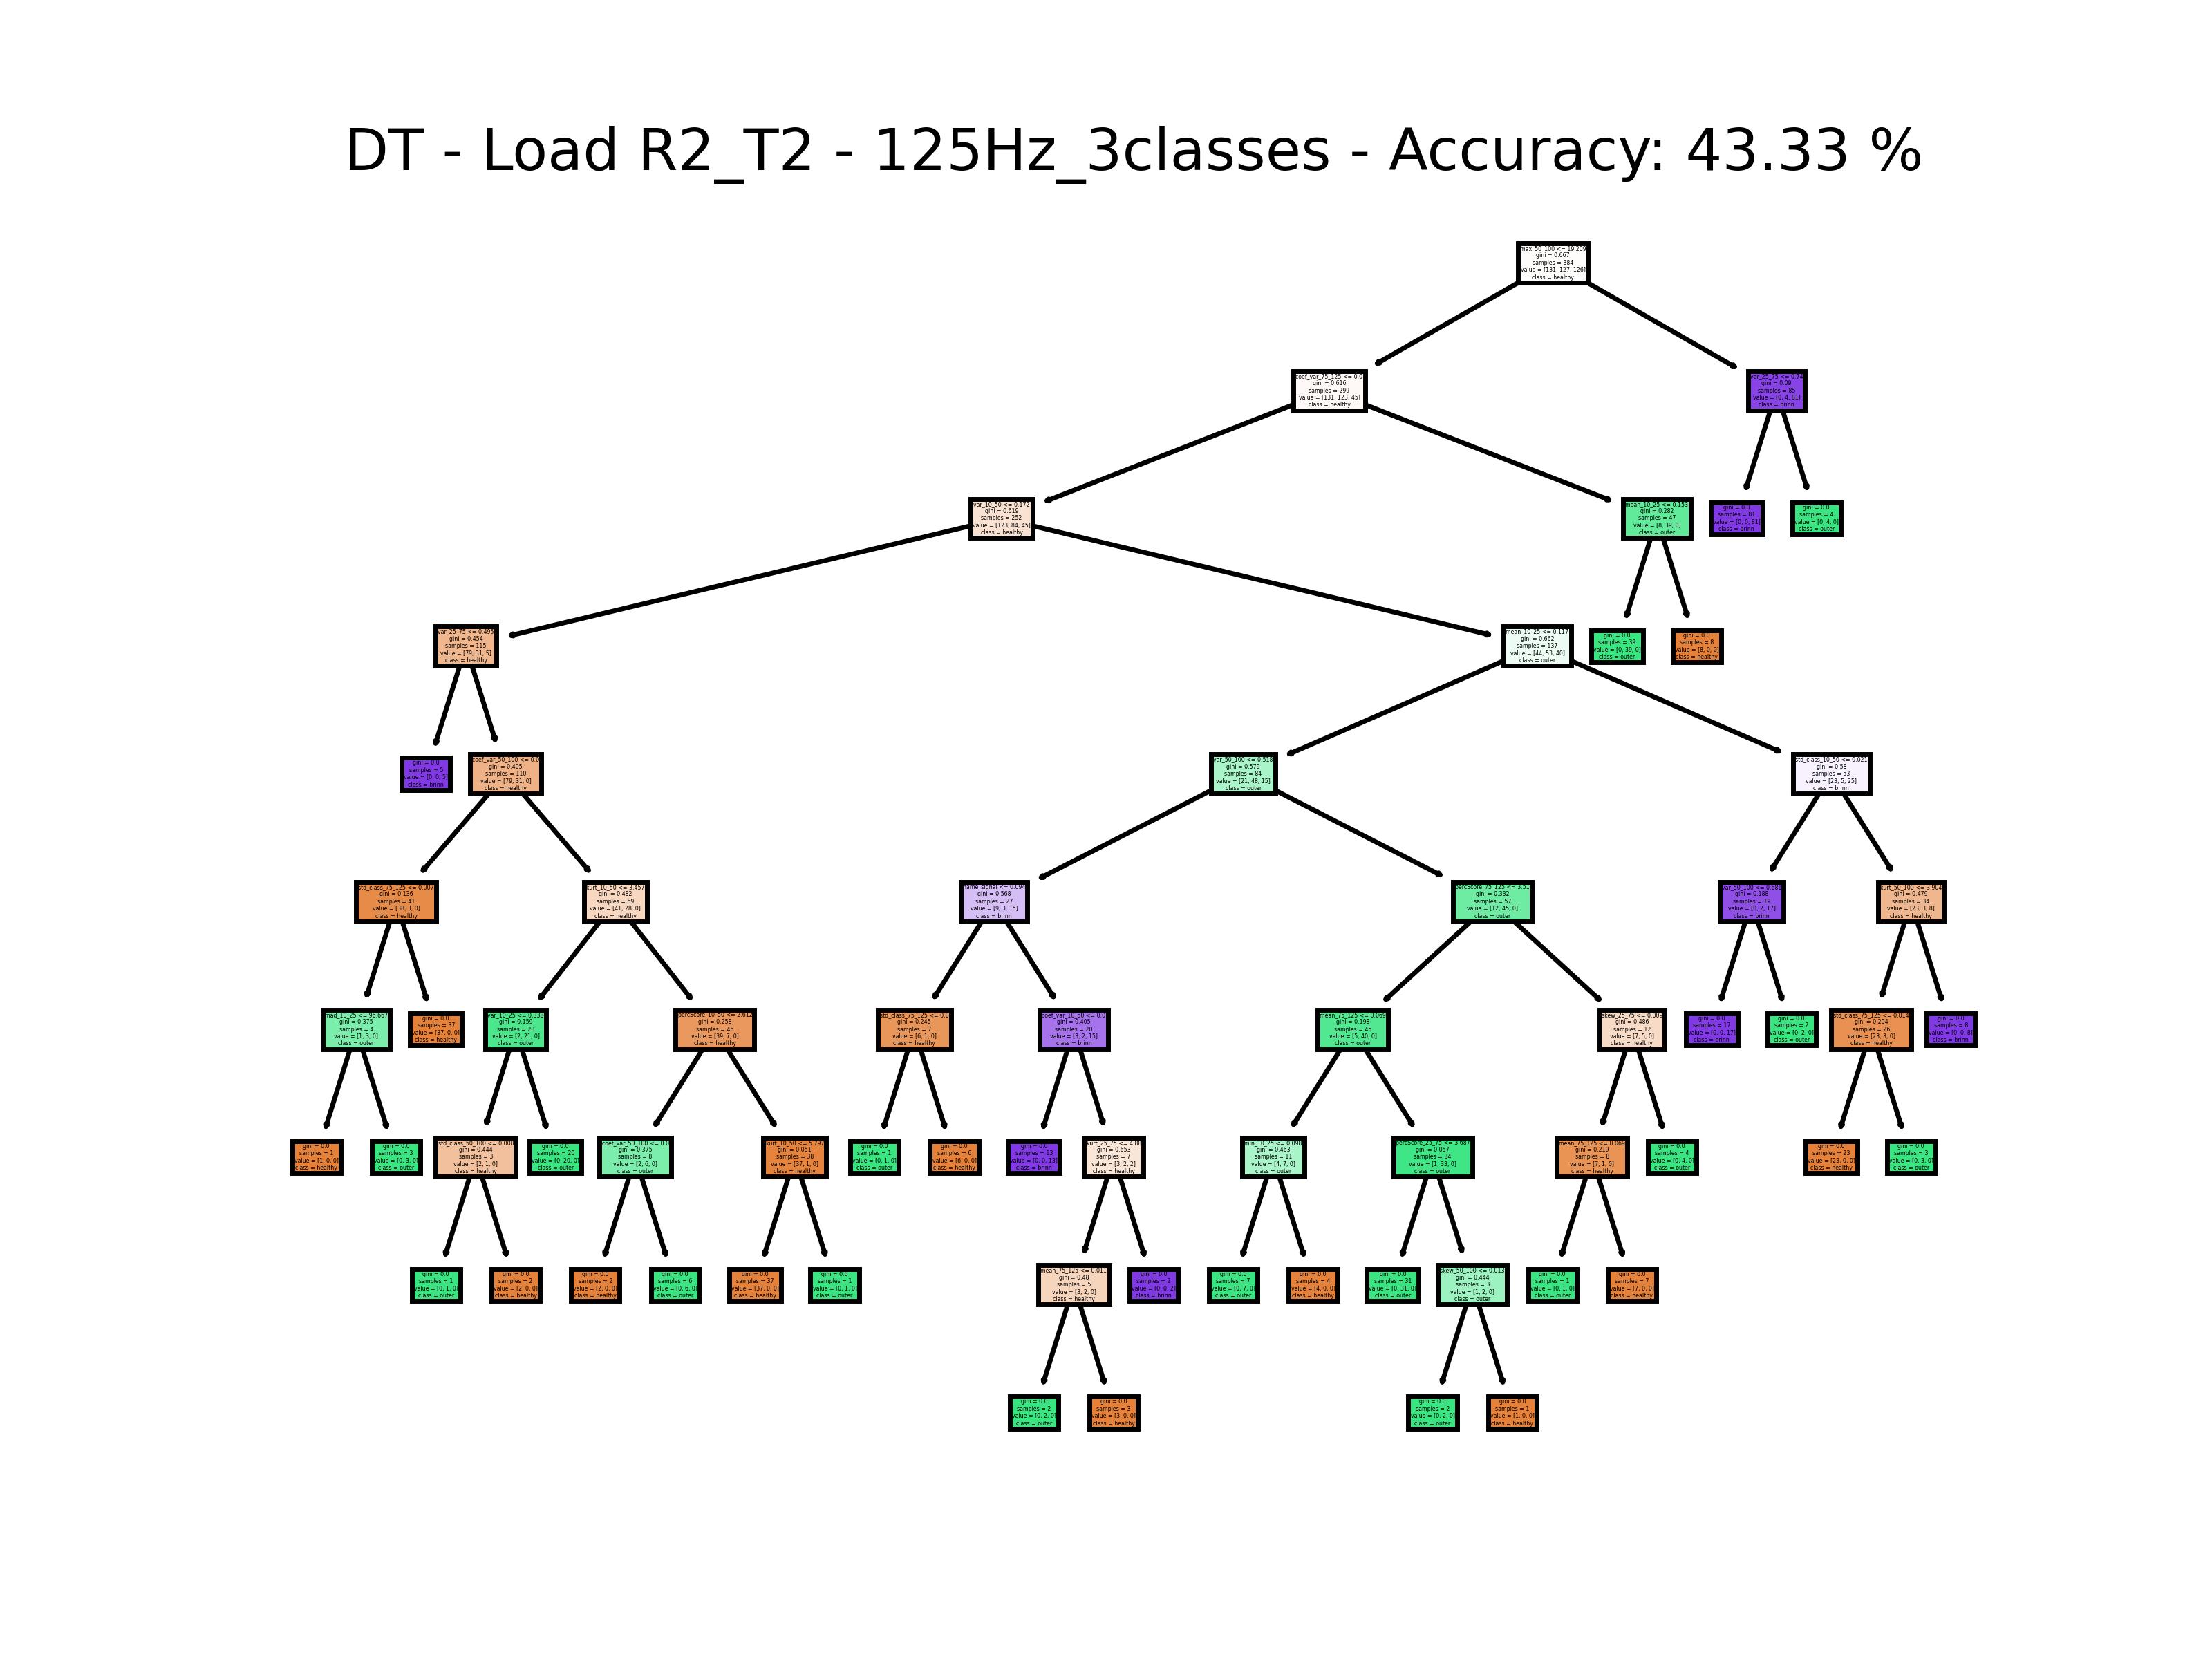 DT - Load R2_T2 - 125Hz_3classes - Accuracy: 43.33 %
max_50_100 <= 19.209
gini = 0.667
samples = 384
value = [131, 127, 126]
class = healthy
coef_var_75_125 <= 0.0
gini = 0.616
samples = 299
value = [131, 123, 45]
class = healthy
gini = 0.09
samples = 85
value = [0, 4, 81]
class = brinn
var_10_50 <= 0.172
gini = 0.619
samples = 252
value = [123, 84, 45]
class = healthy
mean_10_25 <= 0.153
gini = 0.282
samples = 47
value = [8, 39, 0]
class = outer
gini = 0.0
samples = 81
value = [0, 0, 81]
class = brinn
gini = 0.0
samples = 4
value = [0, 4, 0]
class = outer
var_25_75 <= 0.495
gini = 0.454
samples = 115
value = [79, 31, 5]
class = healthy
mean_10_25 <= 0.117
gini = 0.662
samples = 137
value = [44, 53, 40]
class = outer
gini = 0.0
samples = 39
value = [0, 39, 0]
class = outer
gini = 0.0
samples = 8
value = [8, 0, 0]
class = healthy
gini = 0.0
samples = 5
value = [0, 0, 5]
class = brinn
coef_var_50_100 <= 0.0
gini = 0.405
samples = 110
value = [79, 31, 0]
class = healthy
var_50_100 <= 0.518
gini = 0.579
samples = 84
value = [21, 48, 15]
class = outer
std_class_10_50 <= 0.021
gini = 0.58
samples = 53
value = [23, 5, 25]
class = brinn
std_class_75_125 <= 0.007
gini = 0.136
samples = 41
value = [38, 3, 0]
class = healthy
kurt_10_50 <= 3.457
gini = 0.482
samples = 69
value = [41, 28, 0]
class = healthy
name_signal <= 0.094
gini = 0.568
samples = 27
value = [9, 3, 15]
class = brinn
percScore_75_125 <= 3.51
gini = 0.332
samples = 57
value = [12, 45, 0]
class = outer
var_50_100 <= 0.681
gini = 0.188
samples = 19
value = [0, 2, 17]
class = brinn
kurt_50_100 <= 3.904
gini = 0.479
samples = 34
value = [23, 3, 8]
class = healthy
mad_10_25 <= 96.667
gini = 0.375
samples = 4
value = [1, 3, 0]
class = outer
gini = 0.0
samples = 37
value = [37, 0, 0]
class = healthy
var_10_25 <= 0.338
gini = 0.159
samples = 23
value = [2, 21, 0]
class = outer
percScore_10_50 <= 2.612
gini = 0.258
samples = 46
value = [39, 7, 0]
class = healthy
std_class_75_125 <= 0.0
gini = 0.245
samples = 7
value = [6, 1, 0]
class = healthy
coef_var_10_50 <= 0.0
gini = 0.405
samples = 20
value = [3, 2, 15]
class = brinn
mean_75_125 <= 0.069
gini = 0.198
samples = 45
value = [5, 40, 0]
class = outer
skew_25_75 <= 0.009
gini = 0.486
samples = 12
value = [7, 5, 0]
class = healthy
gini = 0.0
samples = 17
value = [0, 0, 17]
class = brinn
gini = 0.0
samples = 2
value = [0, 2, 0]
class = outer
std_class_75_125 <= 0.014
gini = 0.204
samples = 26
value = [23, 3, 0]
class = healthy
gini = 0.0
samples = 8
value = [0, 0, 8]
class = brinn
gini = 0.0
samples = 1
value = [1, 0, 0]
class = healthy
gini = 0.0
samples = 3
value = [0, 3, 0]
class = outer
std_class_50_100 <= 0.008
gini = 0.444
samples = 3
value = [2, 1, 0]
class = healthy
gini = 0.0
samples = 20
value = [0, 20, 0]
class = outer
coef_var_50_100 <= 0.0
gini = 0.375
samples = 8
value = [2, 6, 0]
class = outer
kurt_10_50 <= 5.797
gini = 0.051
samples = 38
value = [37, 1, 0]
class = healthy
gini = 0.0
samples = 1
value = [0, 1, 0]
class = outer
gini = 0.0
samples = 6
value = [6, 0, 0]
class = healthy
gini = 0.0
samples = 13
value = [0, 0, 13]
class = brinn
kurt_25_75 <= 4.88
gini = 0.653
samples = 7
value = [3, 2, 2]
class = healthy
min_10_25 <= 0.098
gini = 0.463
samples = 11
value = [4, 7, 0]
class = outer
percScore_25_75 <= 3.687
gini = 0.057
samples = 34
value = [1, 33, 0]
class = outer
mean_75_125 <= 0.069
gini = 0.219
samples = 8
value = [7, 1, 0]
class = healthy
gini = 0.0
samples = 4
value = [0, 4, 0]
class = outer
gini = 0.0
samples = 23
value = [23, 0, 0]
class = healthy
gini = 0.0
samples = 3
value = [0, 3, 0]
class = outer
gini = 0.0
samples = 1
value = [0, 1, 0]
class = outer
gini = 0.0
samples = 2
value = [2, 0, 0]
class = healthy
gini = 0.0
samples = 2
value = [2, 0, 0]
class = healthy
gini = 0.0
samples = 6
value = [0, 6, 0]
class = outer
gini = 0.0
samples = 37
value = [37, 0, 0]
class = healthy
gini = 0.0
samples = 1
value = [0, 1, 0]
class = outer
mean_75_125 <= 0.011
gini = 0.48
samples = 5
value = [3, 2, 0]
class = healthy
gini = 0.0
samples = 2
value = [0, 0, 2]
class = brinn
gini = 0.0
samples = 7
value = [0, 7, 0]
class = outer
gini = 0.0
samples = 4
value = [4, 0, 0]
class = healthy
gini = 0.0
samples = 31
value = [0, 31, 0]
class = outer
skew_50_100 <= 0.013
gini = 0.444
samples = 3
value = [1, 2, 0]
class = outer
gini = 0.0
samples = 1
value = [0, 1, 0]
class = outer
gini = 0.0
samples = 7
value = [7, 0, 0]
class = healthy
gini = 0.0
samples = 2
value = [0, 2, 0]
class = outer
gini = 0.0
samples = 3
value = [3, 0, 0]
class = healthy
gini = 0.0
samples = 2
value = [0, 2, 0]
class = outer
gini = 0.0
samples = 1
value = [1, 0, 0]
class = healthy